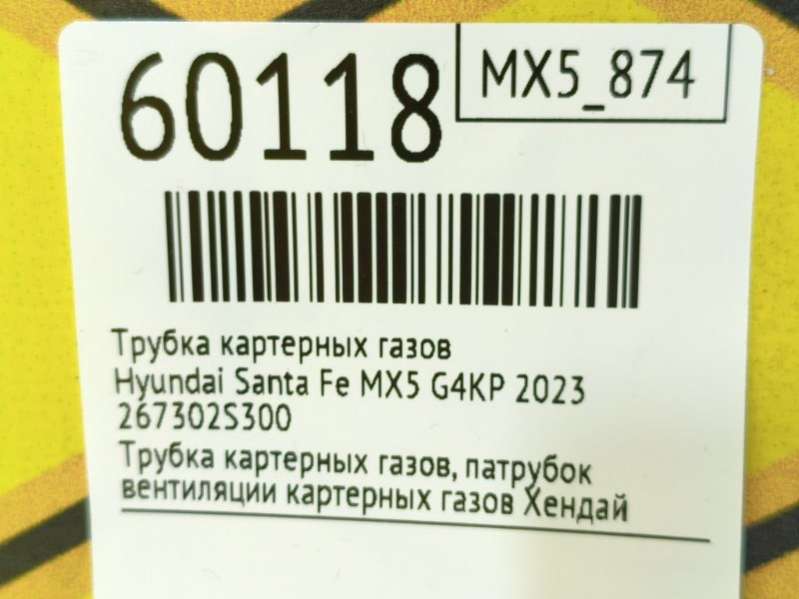 60118
MX5_874
Трубка картерных газов
Hyundai Santa Fe MX5 G4KP 2023
267302S300
Трубка картерных газов, патрубок
вентиляции картерных газов Хендай